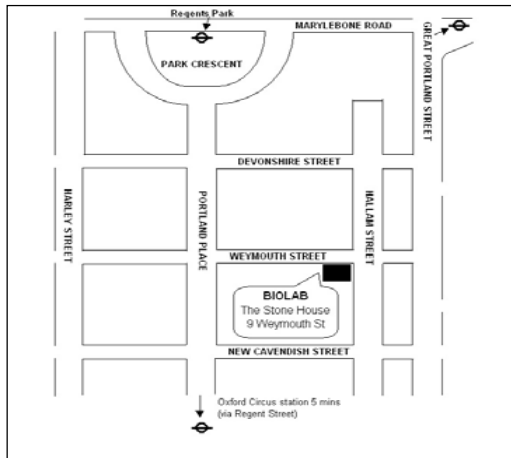 Regents Park
MARYLEBONE ROAD
GREAT PORTLAND STREET
PARK CRESCENT
DEVONSHIRE STREET
HARLEY STREET
PORTLAND PLACE
HALLAM STREET
WEYMOUTH STREET
BIOLAB
The Stone House
9 Weymouth St
NEW CAVENDISH STREET
Oxford Circus station 5 mins
(via Regent Street)